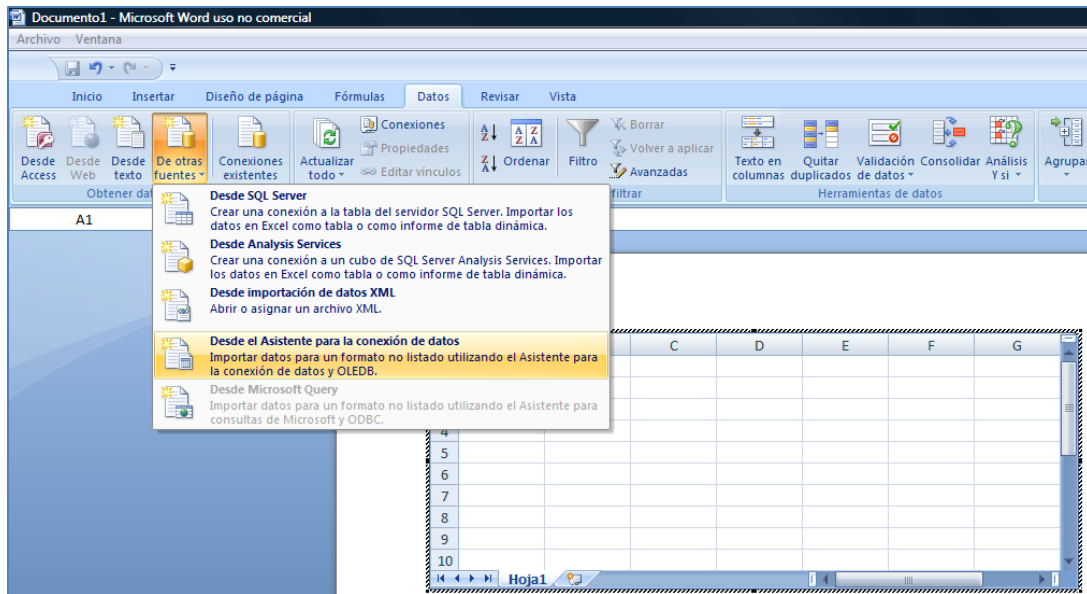 Documento1 - Microsoft Word uso no comercial
Archivo Ventana
Inicio Insertar Diseño de página Fórmulas Datos Revisar Vista
Desde Access
Desde Web
Desde texto
De otras fuentes
Conexiones existentes
Actualizar todo
Conexiones
Propiedades
Editar vínculos
Ordenar
Filtro
Borrar
Volver a aplicar
Avanzadas
Texto en columnas
Quitar duplicados
Validación de datos
Consolidar
Análisis Y si
Agrupar
Obtener dat
filtrar
Herramientas de datos
A1
Desde SQL Server
Crear una conexión a la tabla del servidor SQL Server. Importar los
datos en Excel como tabla o como informe de tabla dinámica.
Desde Analysis Services
Crear una conexión a un cubo de SQL Server Analysis Services. Importar
los datos en Excel como tabla o como informe de tabla dinámica.
Desde importación de datos XML
Abrir o asignar un archivo XML.
Desde el Asistente para la conexión de datos
Importar datos para un formato no listado utilizando el Asistente para
la conexión de datos y OLEDB.
Desde Microsoft Query
Importar datos para un formato no listado utilizando el Asistente para
consultas de Microsoft y ODBC.
C D E F G
4
5
6
7
8
9
10
Hoja1